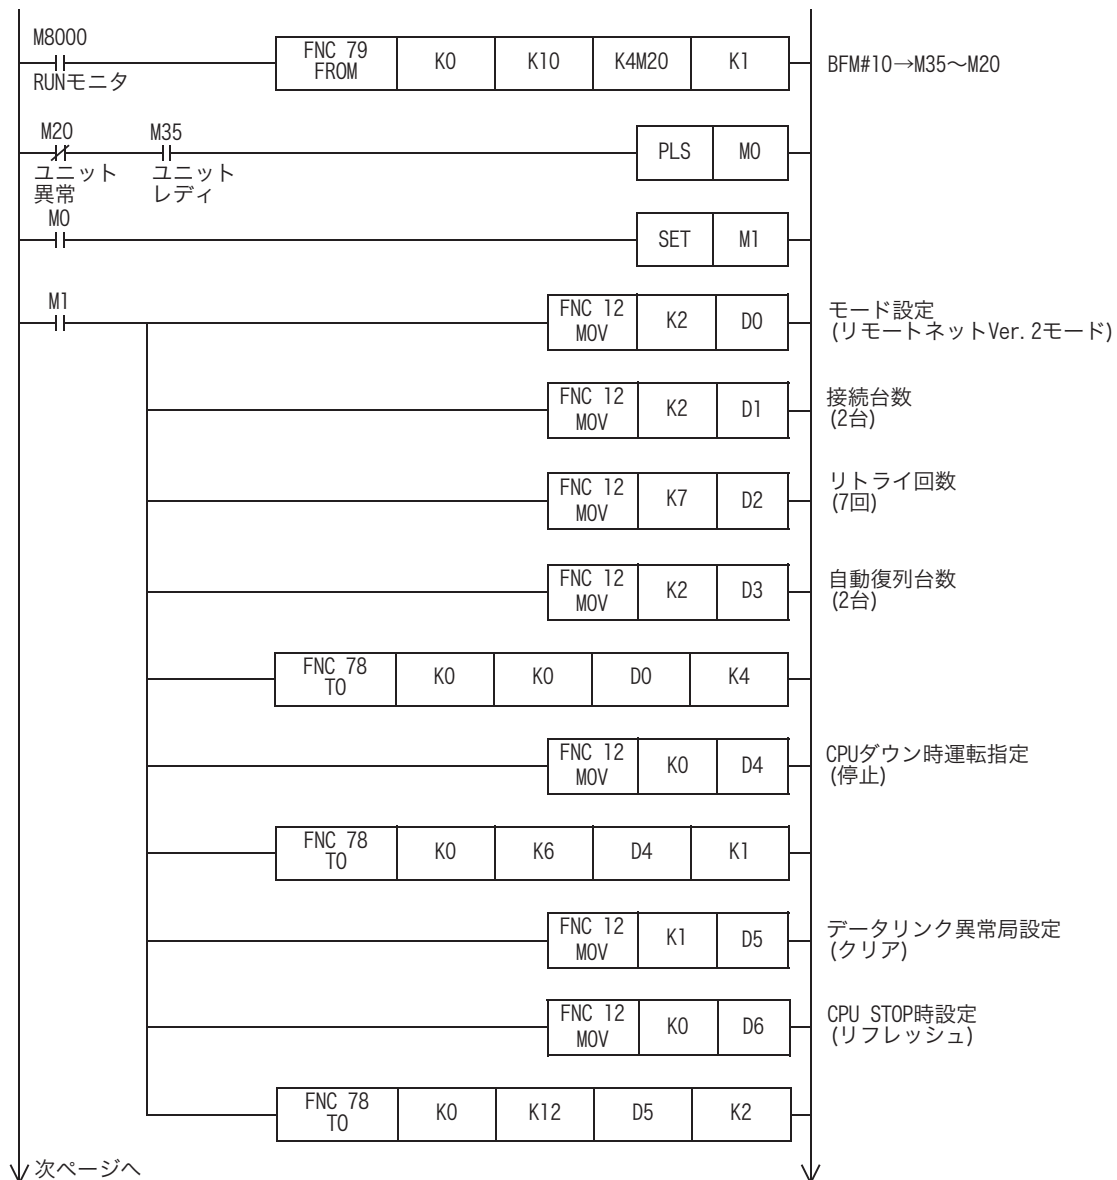 M8000
RUNモニタ
FNC 79
FROM
K0
K10
K4M20
K1
BFM#10→M35～M20
M20
ユニット
異常
M35
ユニット
レディ
PLS
M0
M0
SET
M1
M1
FNC 12
MOV
K2
D0
モード設定
(リモートネットVer.2モード)
FNC 12
MOV
K2
D1
接続台数
(2台)
FNC 12
MOV
K7
D2
リトライ回数
(7回)
FNC 12
MOV
K2
D3
自動復列台数
(2台)
FNC 78
TO
K0
K0
D0
K4
FNC 12
MOV
K0
D4
CPUダウン時運転指定
(停止)
FNC 78
TO
K0
K6
D4
K1
FNC 12
MOV
K1
D5
データリンク異常局設定
(クリア)
FNC 12
MOV
K0
D6
CPU STOP時設定
(リフレッシュ)
FNC 78
TO
K0
K12
D5
K2
次ページへ